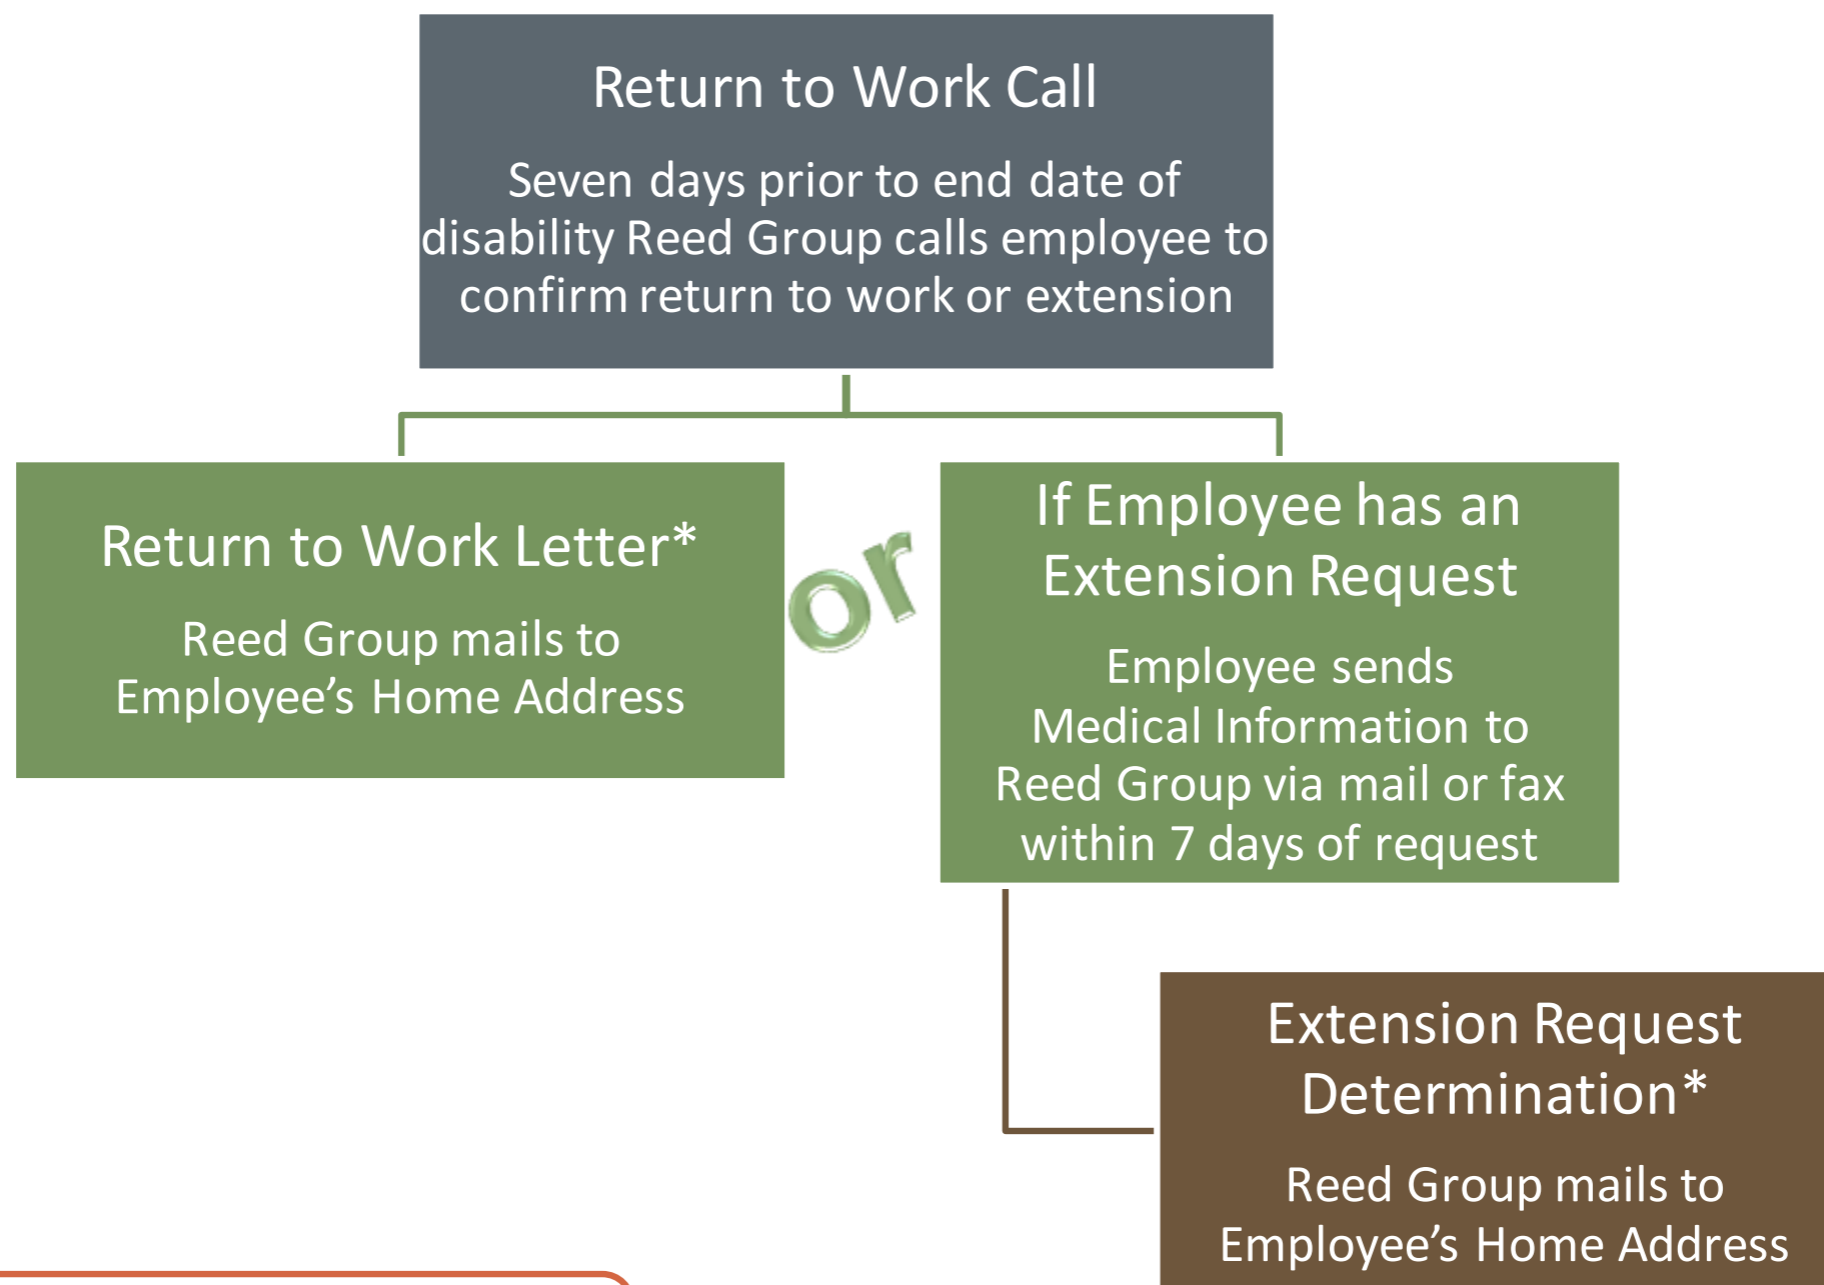 Return to Work Call
Seven days prior to end date of
disability Reed Group calls employee to
confirm return to work or extension
Return to Work Letter*
Reed Group mails to
Employee’s Home Address
or
If Employee has an
Extension Request
Employee sends
Medical Information to
Reed Group via mail or fax
within 7 days of request
Extension Request
Determination*
Reed Group mails to
Employee’s Home Address